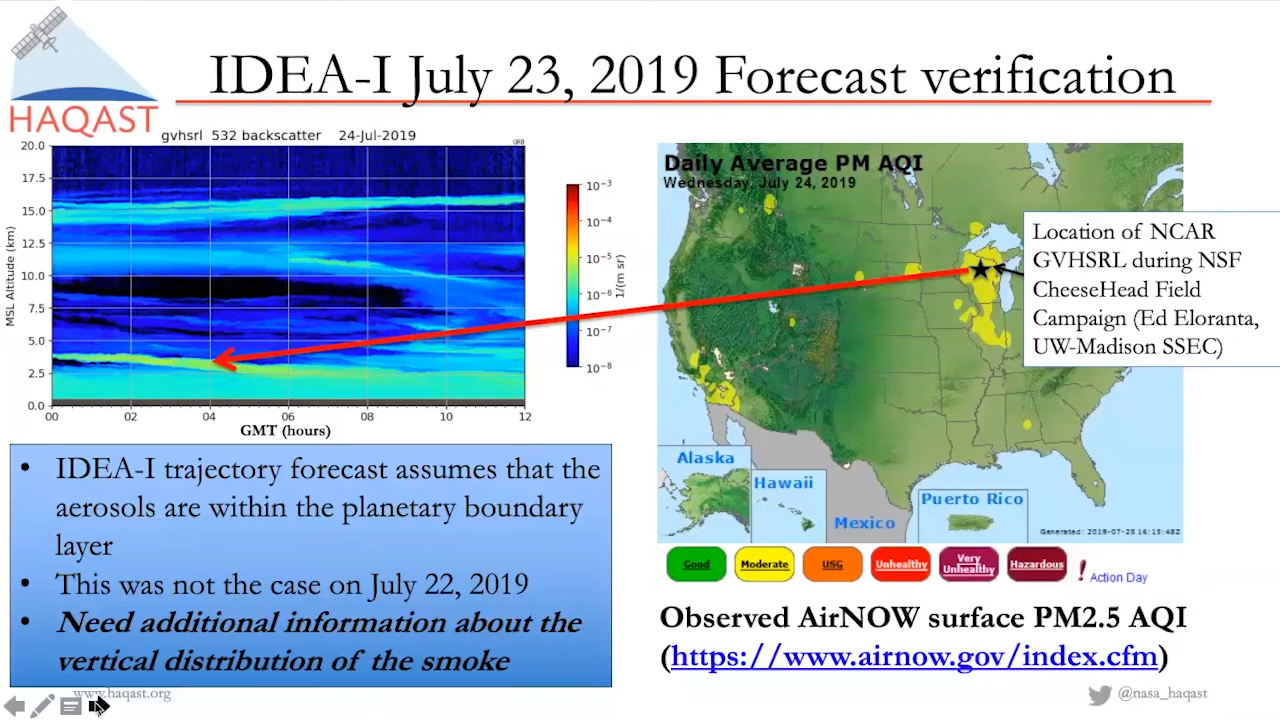 IDEA-I July 23, 2019 Forecast verification
HAQAST
gvhsrl 532 backscatter 24-Jul-2019
20.0
17.5
15.0
12.5
10.0
7.5
5.0
2.5
0.0
MSL Altitude (km)
00 02 04 06 08 10 12
GMT (hours)
10⁻³
10⁻⁴
10⁻⁵
10⁻⁶
10⁻⁷
10⁻⁸
1/(m sr)
Daily Average PM AQI
Wednesday, July 24, 2019
Location of NCAR
GVHSRL during NSF
CheeseHead Field
Campaign (Ed Eloranta,
UW-Madison SSEC)
Alaska
Hawaii
Mexico
Puerto Rico
Generated: 2019-07-25 16:15:48Z
Good
Moderate
USG
Unhealthy
Very
Unhealthy
Hazardous
! Action Day
• IDEA-I trajectory forecast assumes that the
aerosols are within the planetary boundary
layer
• This was not the case on July 22, 2019
• Need additional information about the
vertical distribution of the smoke
Observed AirNOW surface PM2.5 AQI
(https://www.airnow.gov/index.cfm)
www.haqast.org
@nasa_haqast